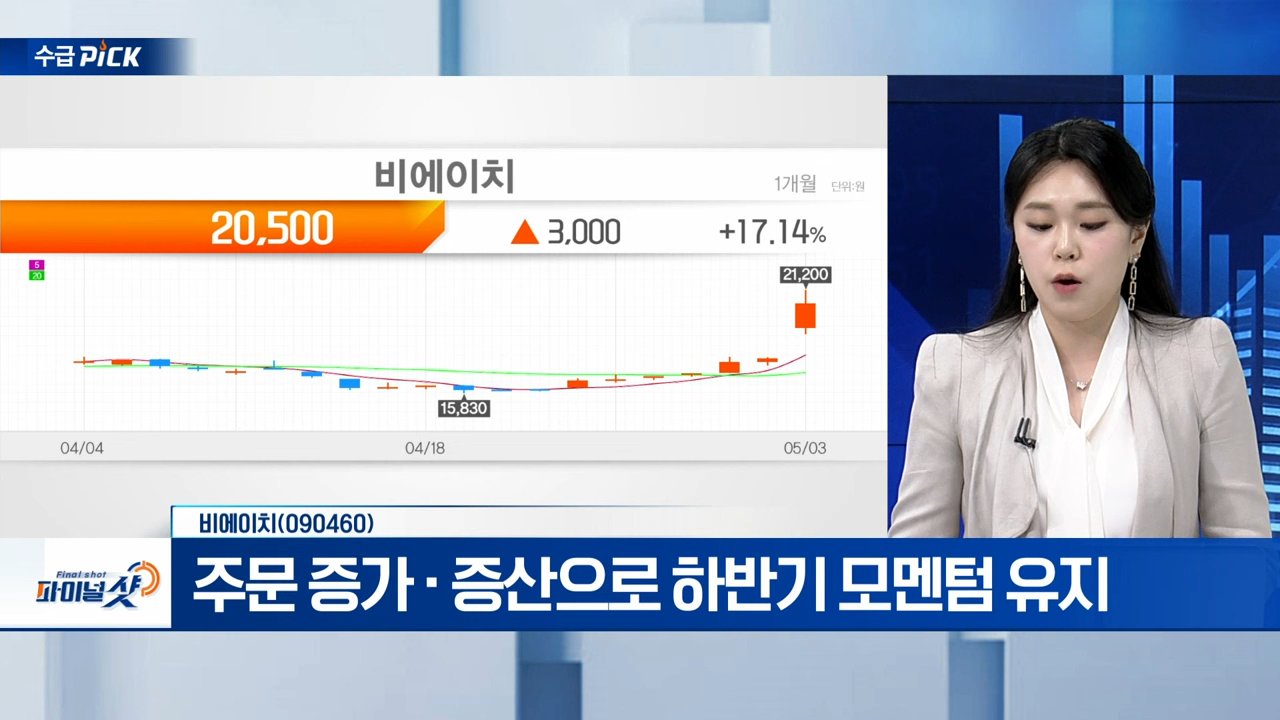 수급 PiCK
비에이치
1개월 단위:원
20,500 ▲ 3,000 +17.14%
5
20
21,200
15,830
04/04 04/18 05/03
비에이치(090460)
Final shot
파이널샷
주문 증가·증산으로 하반기 모멘텀 유지